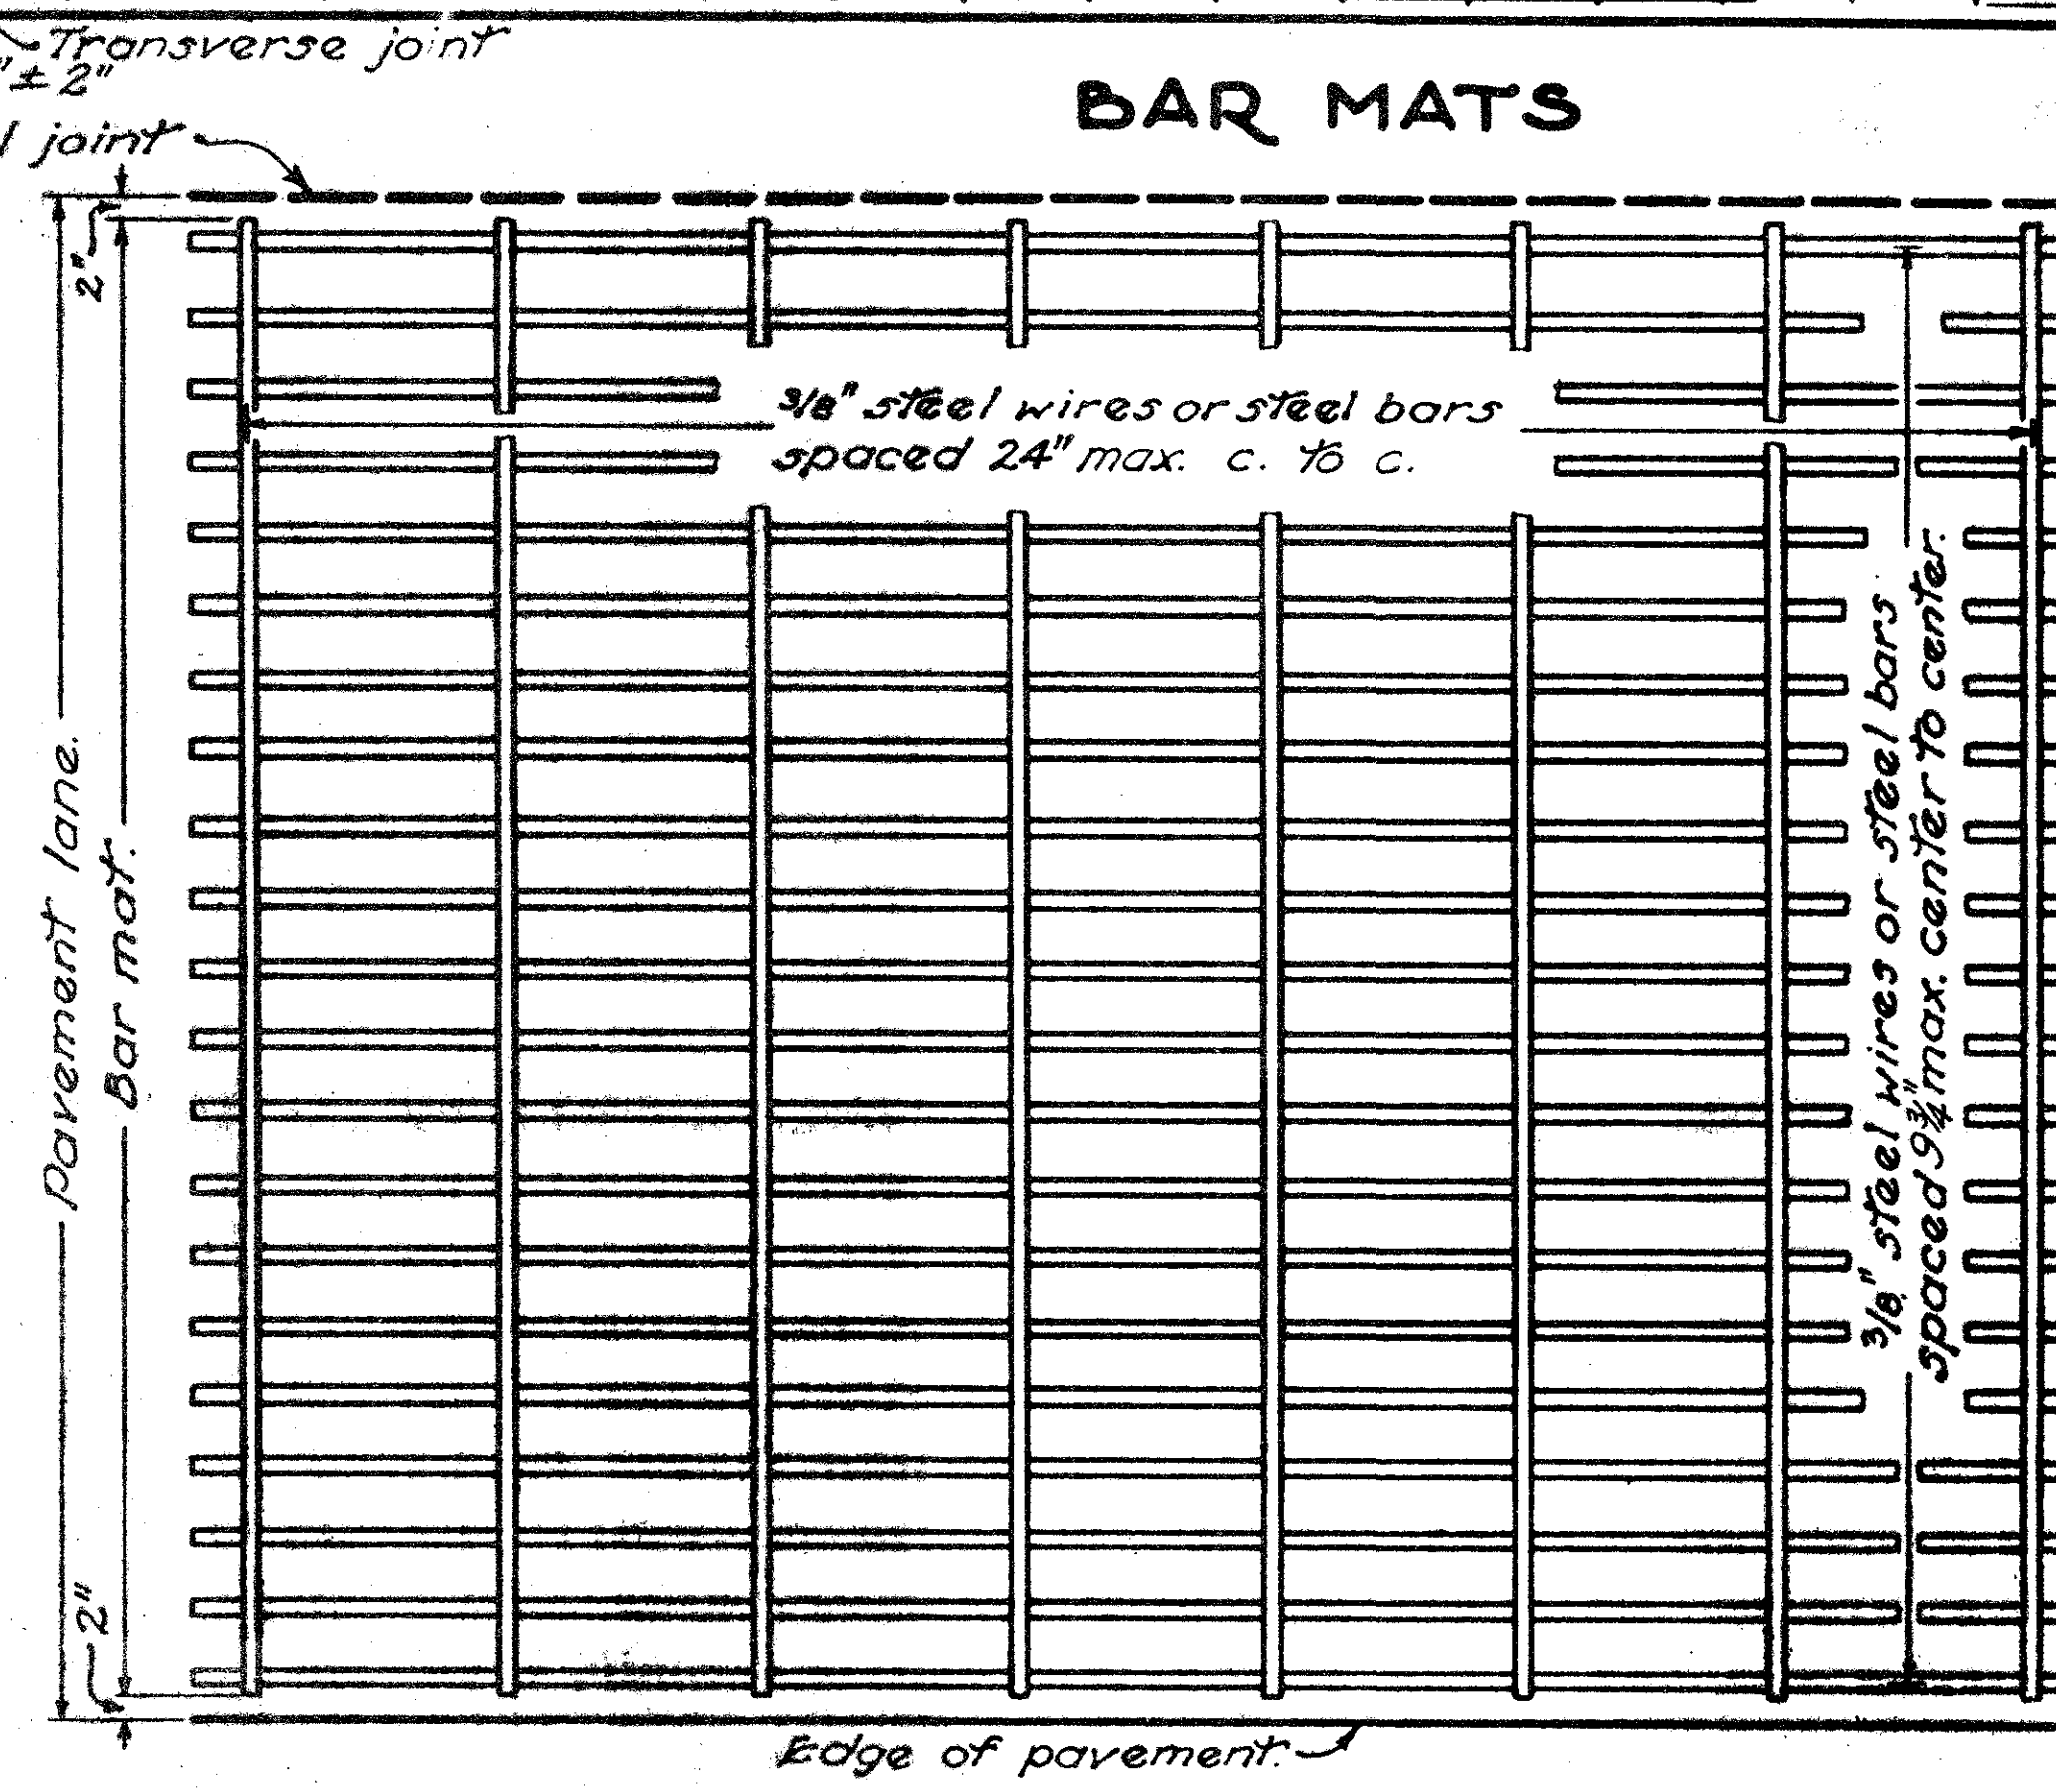 Transverse joint
"± 2"
BAR MATS
l joint
2"
3/8" steel wires or steel bars
spaced 24" max. c. to c.
Pavement lane.
Bar mat.
3/8" steel wires or steel bars
spaced 9 3/4" max. center to center.
2"
Edge of pavement.